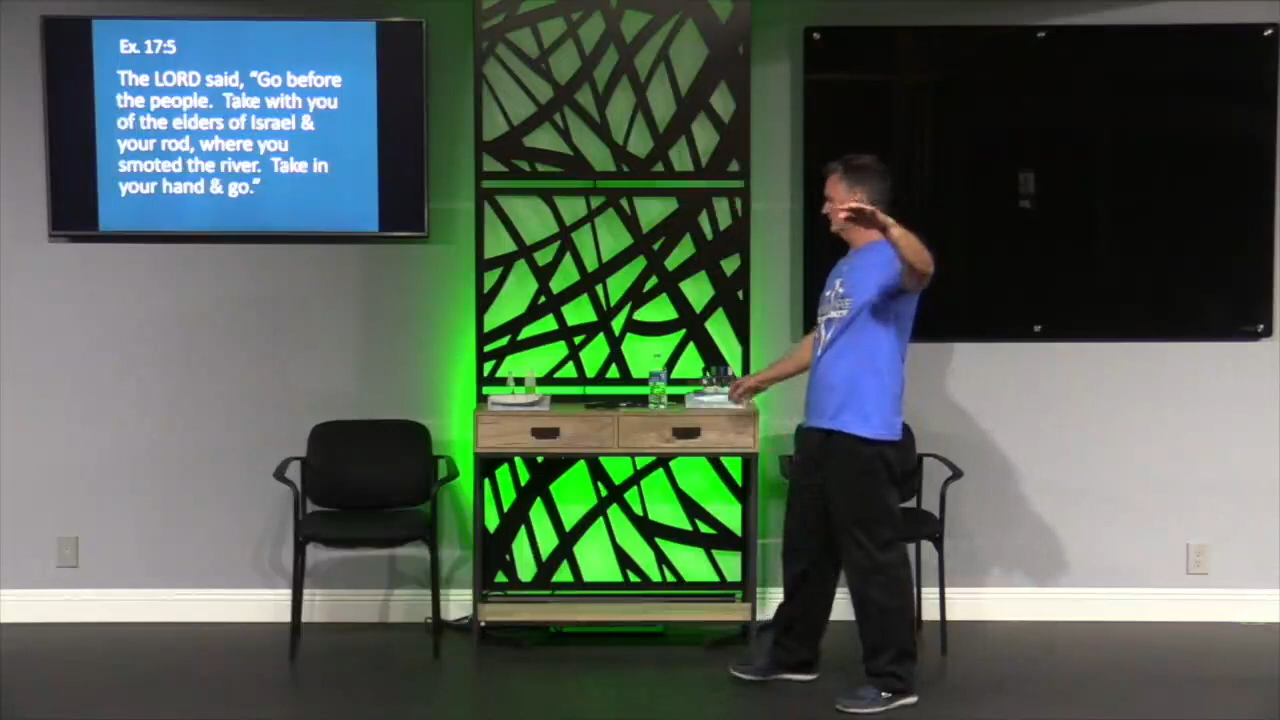 Ex. 17:5
The LORD said, “Go before
the people.  Take with you
of the elders of Israel &
your rod, where you
smoted the river.  Take in
your hand & go.”